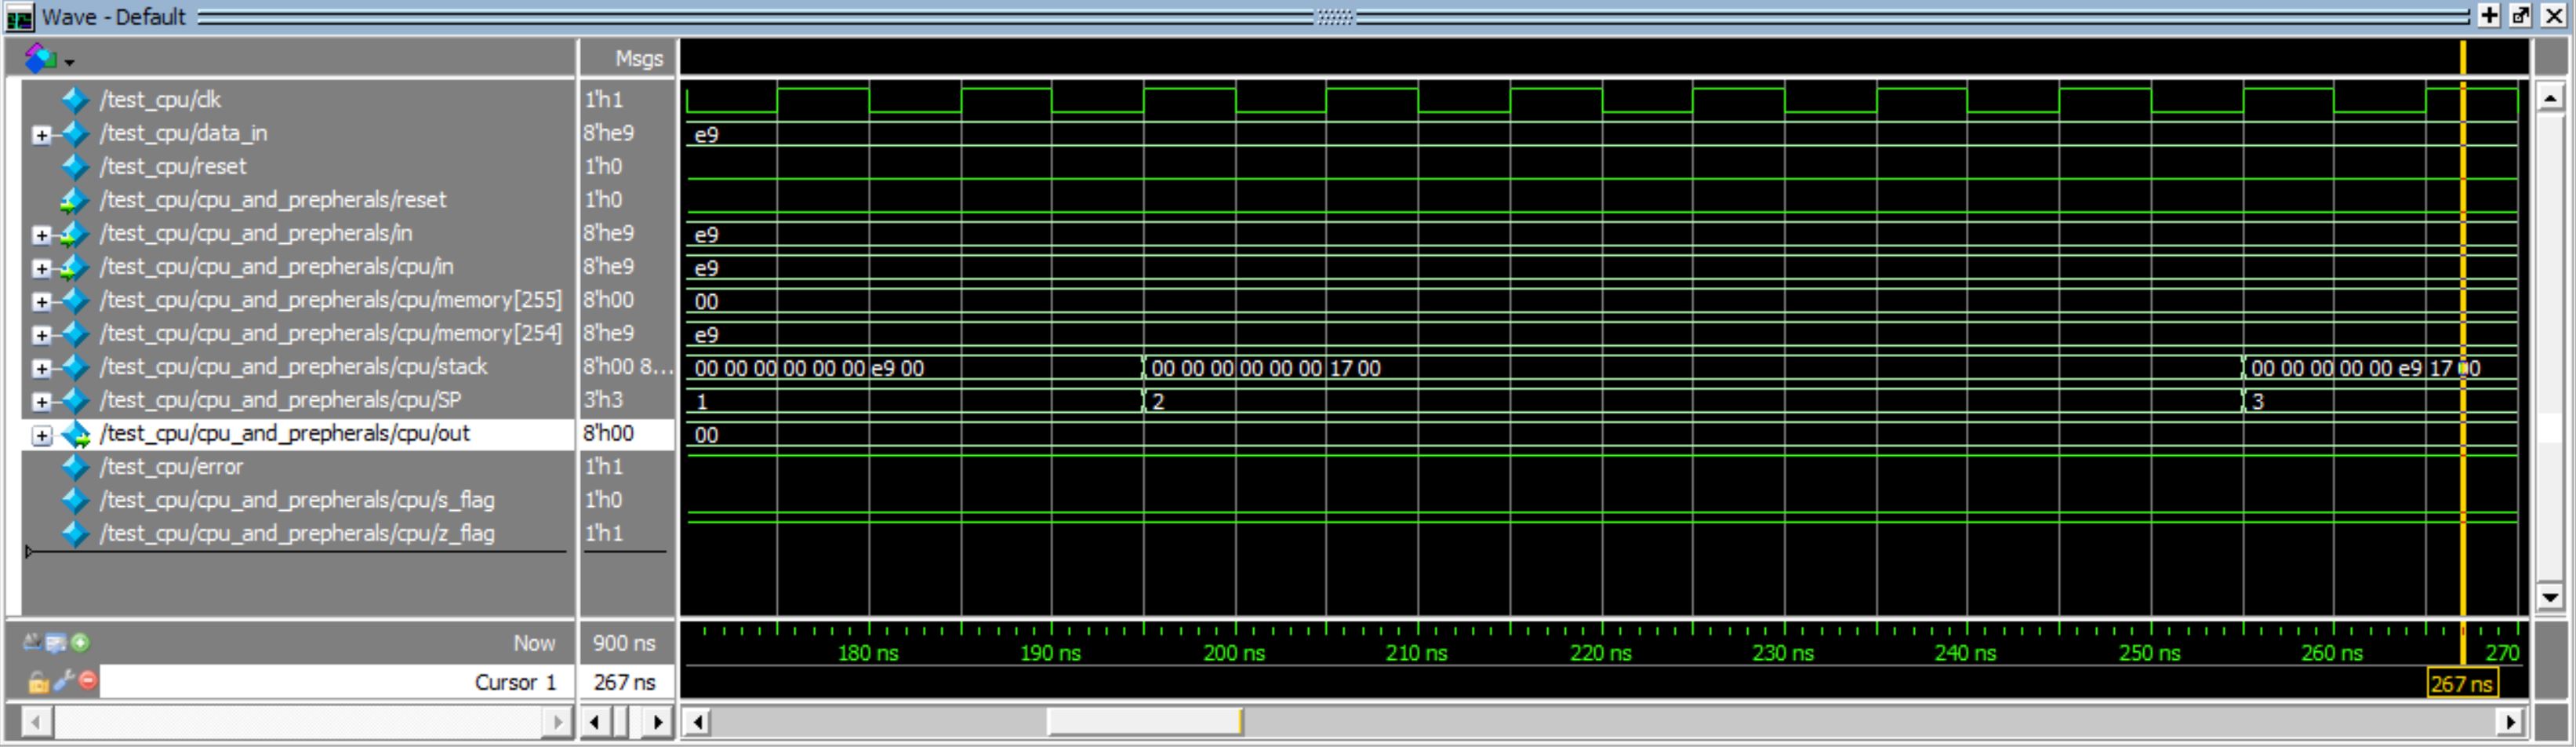 Wave - Default
Msgs
/test_cpu/clk 1'h1
/test_cpu/data_in 8'he9 e9
/test_cpu/reset 1'h0
/test_cpu/cpu_and_prepherals/reset 1'h0
/test_cpu/cpu_and_prepherals/in 8'he9 e9
/test_cpu/cpu_and_prepherals/cpu/in 8'he9 e9
/test_cpu/cpu_and_prepherals/cpu/memory[255] 8'h00 00
/test_cpu/cpu_and_prepherals/cpu/memory[254] 8'he9 e9
/test_cpu/cpu_and_prepherals/cpu/stack 8'h00 8... 00 00 00 00 00 00 e9 00 00 00 00 00 00 00 17 00 00 00 00 00 00 e9 17 00
/test_cpu/cpu_and_prepherals/cpu/SP 3'h3 1 2 3
/test_cpu/cpu_and_prepherals/cpu/out 8'h00 00
/test_cpu/error 1'h1
/test_cpu/cpu_and_prepherals/cpu/s_flag 1'h0
/test_cpu/cpu_and_prepherals/cpu/z_flag 1'h1
Now 900 ns 180 ns 190 ns 200 ns 210 ns 220 ns 230 ns 240 ns 250 ns 260 ns 270
Cursor 1 267 ns 267 ns